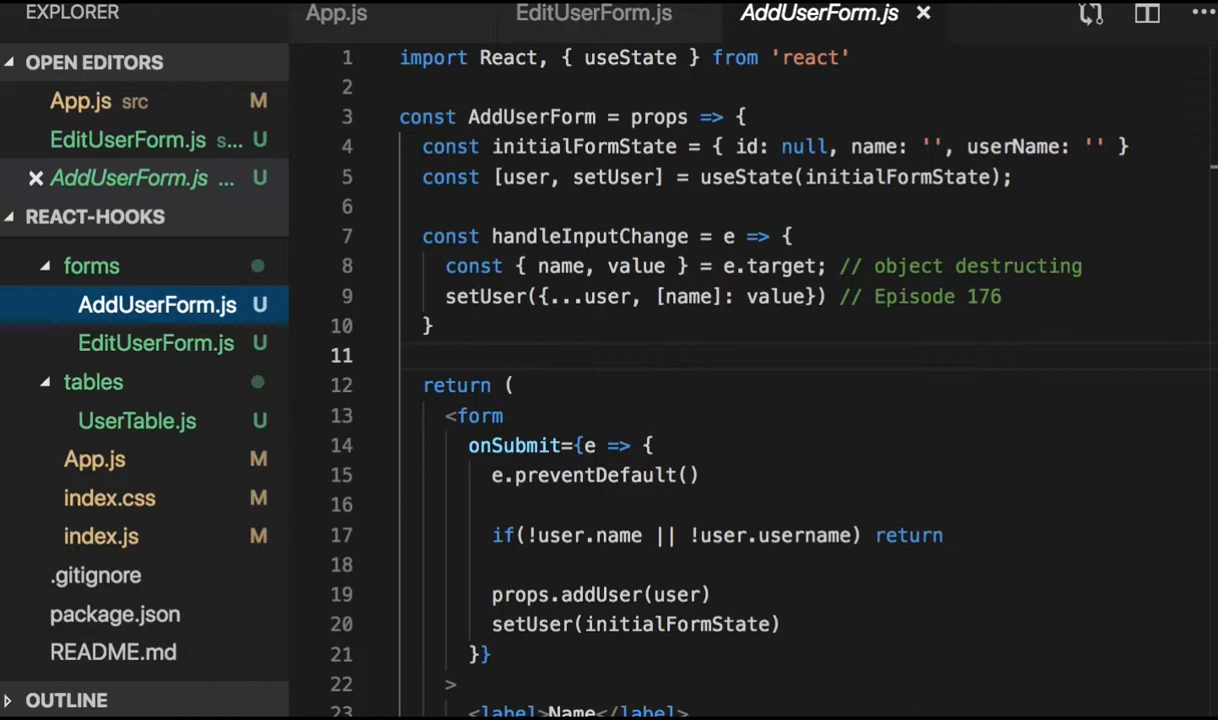 EXPLORER
OPEN EDITORS
App.js src M
EditUserForm.js s... U
AddUserForm.js ... U
REACT-HOOKS
forms
AddUserForm.js U
EditUserForm.js U
tables
UserTable.js U
App.js M
index.css M
index.js M
.gitignore
package.json
README.md
OUTLINE
App.js EditUserForm.js AddUserForm.js
1 import React, { useState } from 'react'
2
3 const AddUserForm = props => {
4 const initialFormState = { id: null, name: '', userName: '' }
5 const [user, setUser] = useState(initialFormState);
6
7 const handleInputChange = e => {
8 const { name, value } = e.target; // object destructing
9 setUser({...user, [name]: value}) // Episode 176
10 }
11
12 return (
13 <form
14 onSubmit={e => {
15 e.preventDefault()
16
17 if(!user.name || !user.username) return
18
19 props.addUser(user)
20 setUser(initialFormState)
21 }}
22 >
23 <label>Name</label>